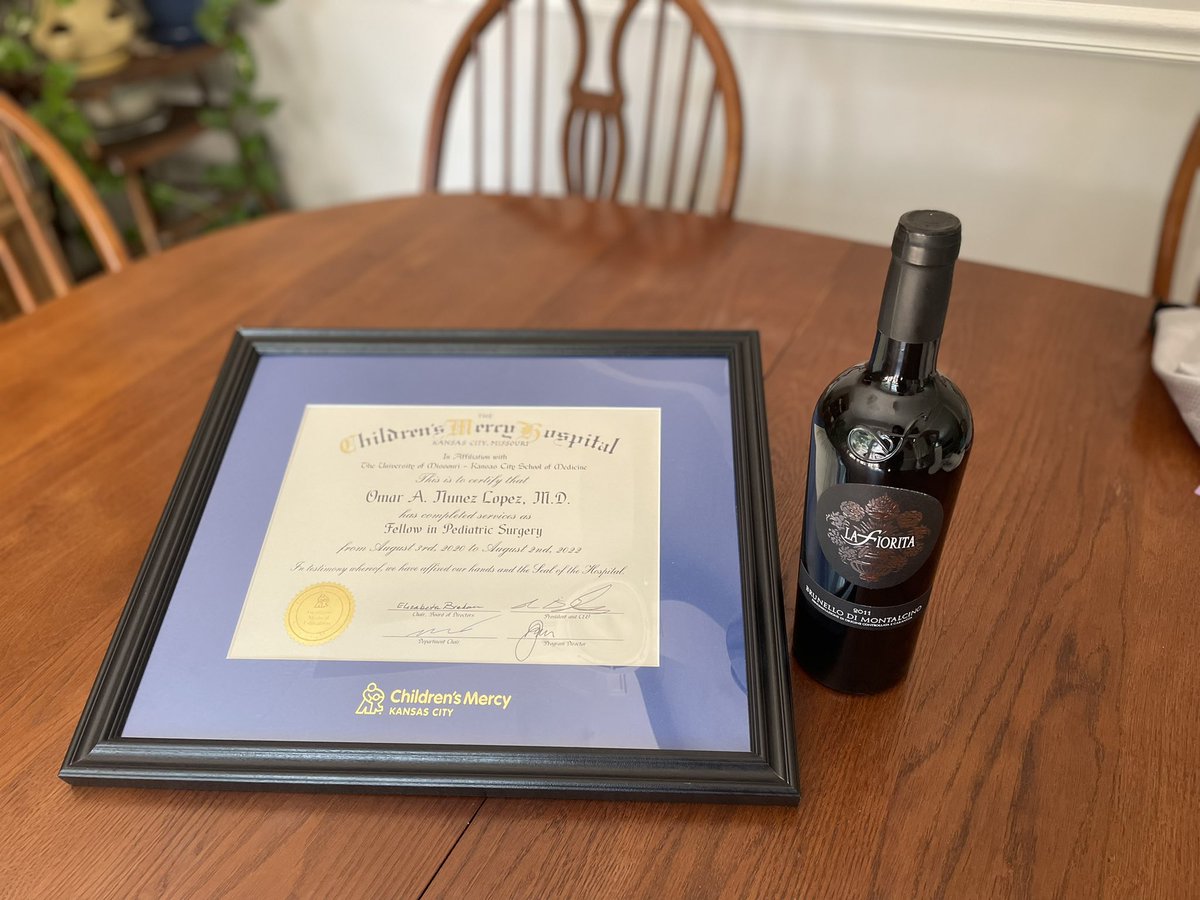 THE
Children's Mercy Hospital
KANSAS CITY, MISSOURI
In Affiliation with
The University of Missouri - Kansas City School of Medicine
This is to certify that
Omar A. Nunez Lopez, M.D.
has completed services as
Fellow in Pediatric Surgery
from August 3rd, 2020 to August 2nd, 2022
In testimony whereof, we have affixed our hands and the Seal of the Hospital.
Chair, Board of Directors
President and CEO
Department Chair
Program Director
Children's Mercy
KANSAS CITY
LA FIORITA
2011
BRUNELLO DI MONTALCINO